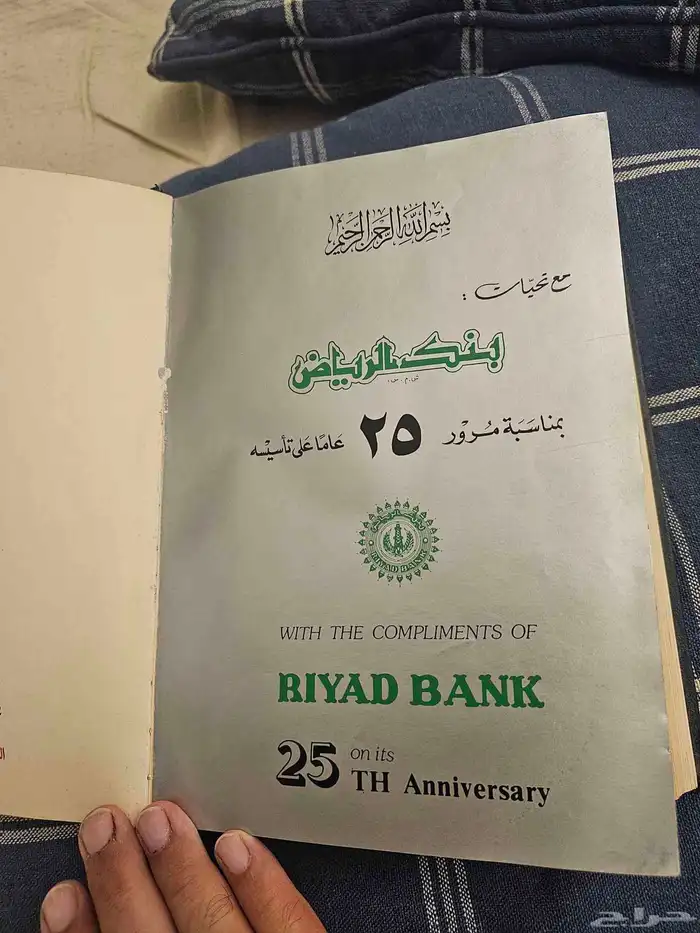 بسم الله الرحمن الرحيم
مع تحيات :
بنك الرياض
ش.م.س.
بمناسبة مرور ٢٥ عامًا على تأسيسه
RIYAD BANK
WITH THE COMPLIMENTS OF
RIYAD BANK
25 on its
TH Anniversary
حراج